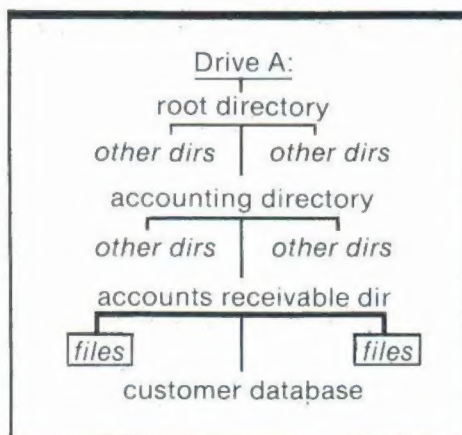 Drive A:
root directory
other dirs other dirs
accounting directory
other dirs other dirs
accounts receivable dir
files files
customer database